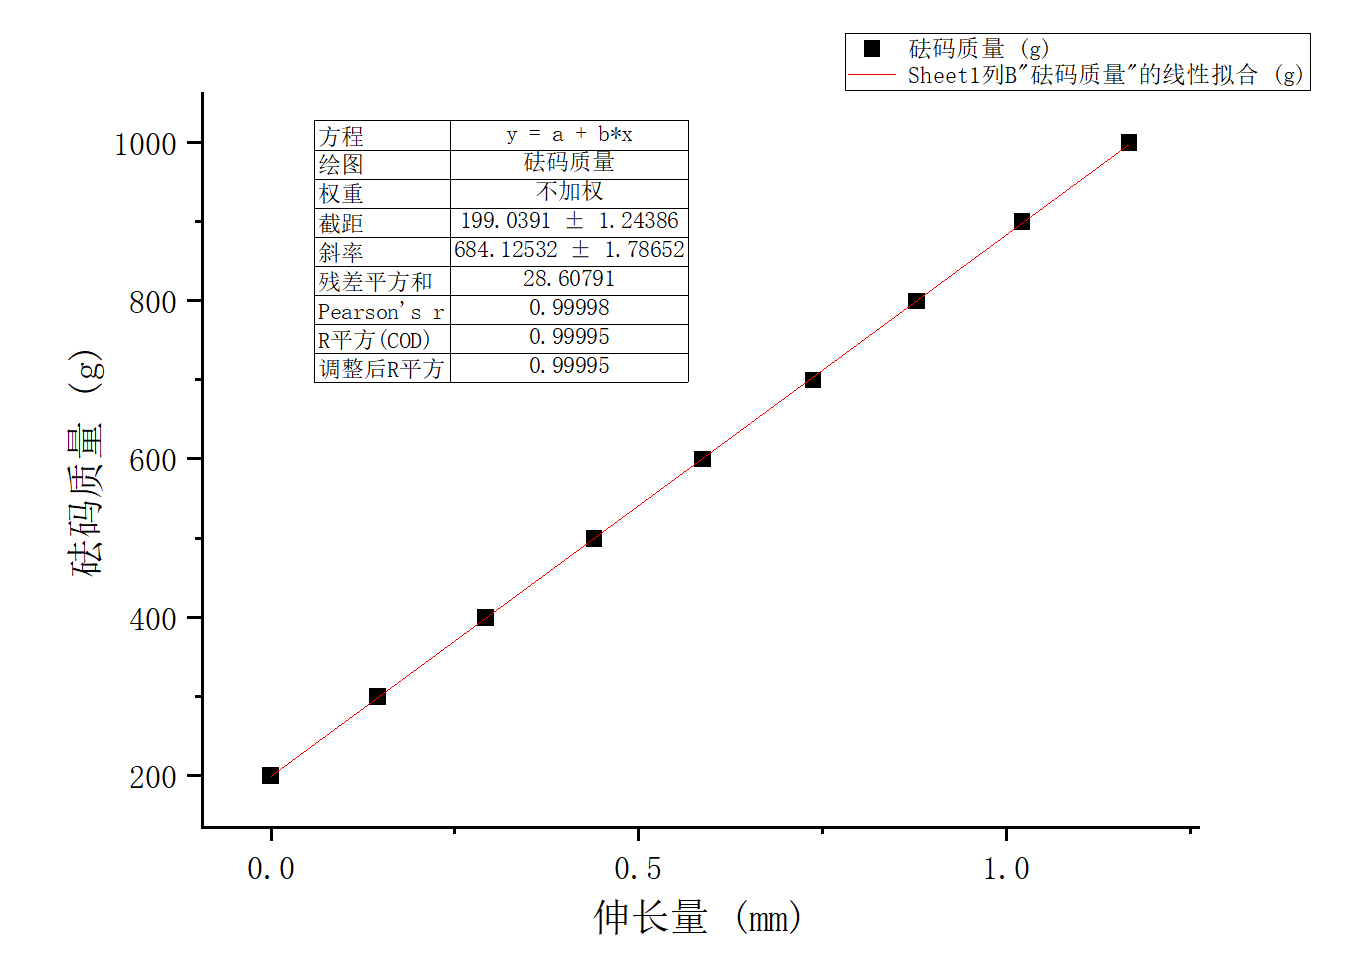 砝码质量 (g)
Sheet1列B"砝码质量"的线性拟合 (g)
方程 y = a + b*x
绘图 砝码质量
权重 不加权
截距 199.0391 ± 1.24386
斜率 684.12532 ± 1.78652
残差平方和 28.60791
Pearson's r 0.99998
R平方(COD) 0.99995
调整后R平方 0.99995
1000
800
600
400
200
砝码质量 (g)
0.0 0.5 1.0
伸长量 (mm)